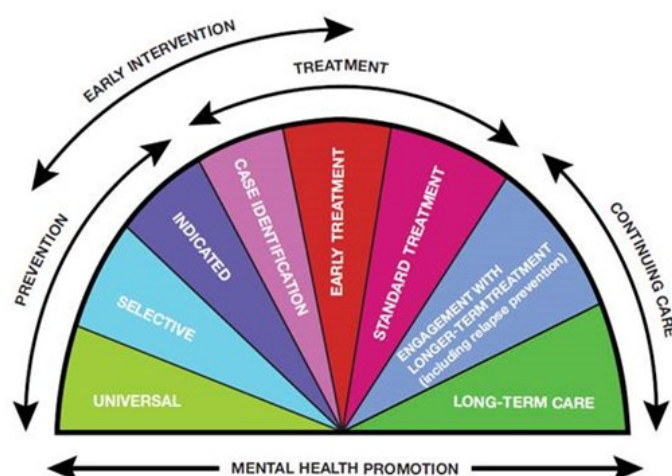 EARLY INTERVENTION
TREATMENT
PREVENTION
CONTINUING CARE
UNIVERSAL
SELECTIVE
INDICATED
CASE IDENTIFICATION
EARLY TREATMENT
STANDARD TREATMENT
ENGAGEMENT WITH
LONGER-TERM TREATMENT
(including relapse prevention)
LONG-TERM CARE
MENTAL HEALTH PROMOTION